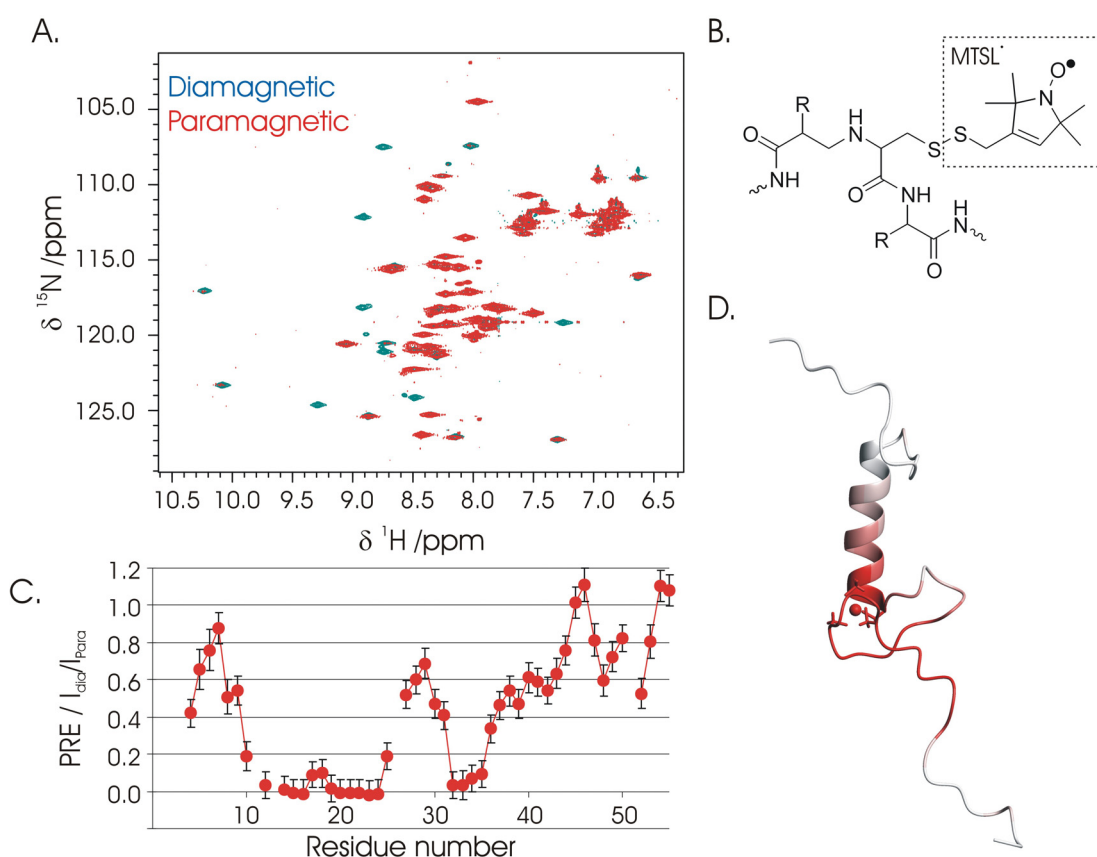 A.
Diamagnetic
Paramagnetic
105.0
110.0
115.0
120.0
125.0
δ ¹⁵N /ppm
10.5 10.0 9.5 9.0 8.5 8.0 7.5 7.0 6.5
δ ¹H /ppm
B.
MTSL•
O•
N
R
O
H
N
S
S
NH
O
NH
R
H
N
O
C.
1.2
1.0
0.8
0.6
0.4
0.2
0.0
PRE / I_dia/I_Para
10 20 30 40 50
Residue number
D.